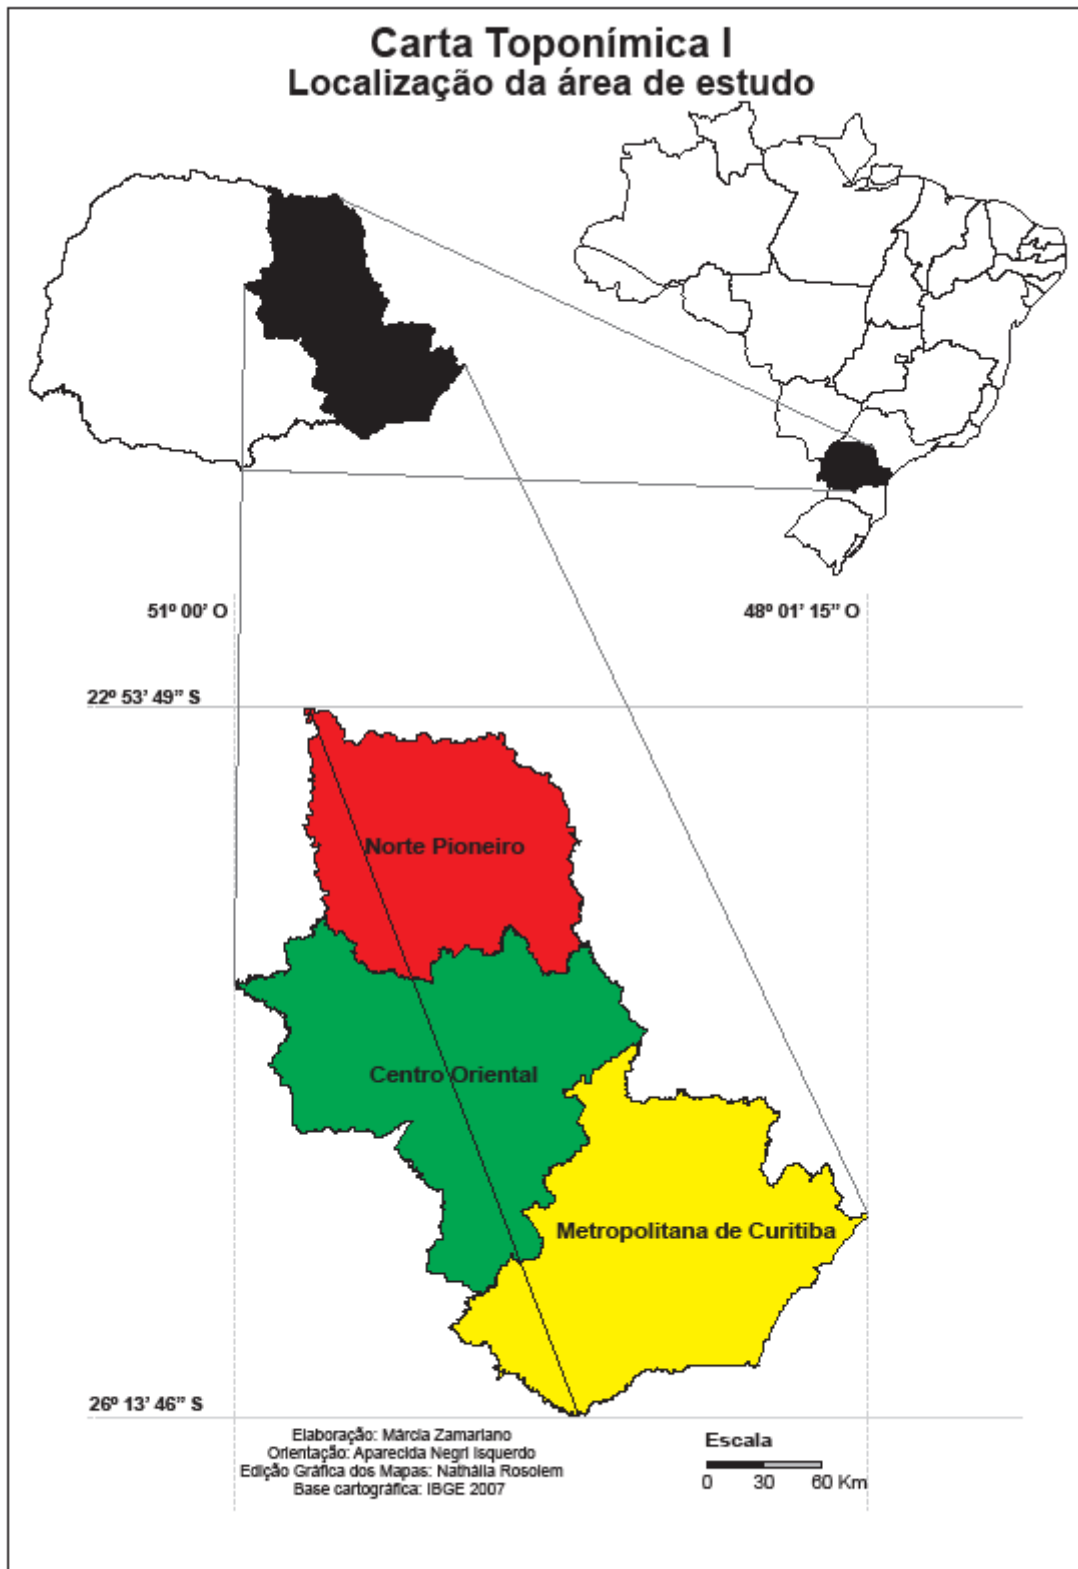 Carta Toponímica I
Localização da área de estudo
51º 00' O
48º 01' 15" O
22º 53' 49" S
Norte Pioneiro
Centro Oriental
Metropolitana de Curitiba
26º 13' 46" S
Elaboração: Márcia Zamariano
Orientação: Aparecida Negri Isquerdo
Edição Gráfica dos Mapas: Nathália Rosolem
Base cartográfica: IBGE 2007
Escala
0 30 60 Km